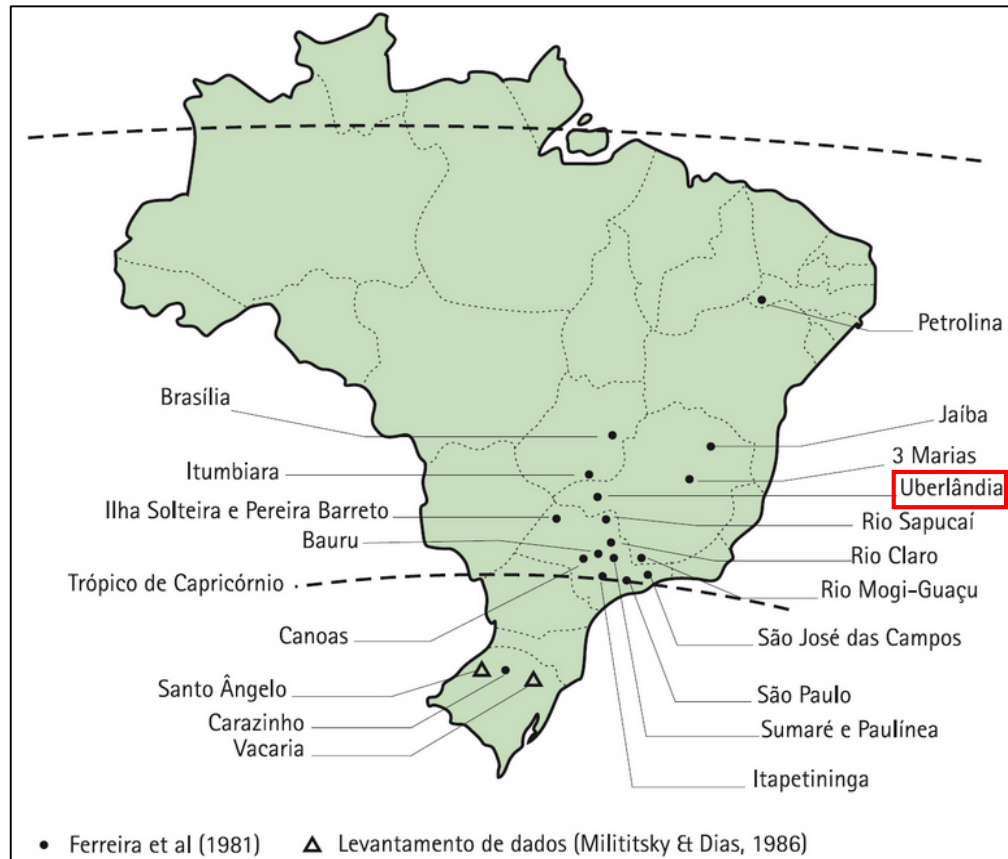 Petrolina
Brasília
Jaíba
Itumbiara
3 Marias
Uberlândia
Ilha Solteira e Pereira Barreto
Rio Sapucaí
Bauru
Rio Claro
Trópico de Capricórnio
Rio Mogi-Guaçu
Canoas
São José das Campos
Santo Ângelo
São Paulo
Carazinho
Sumaré e Paulínea
Vacaria
Itapetininga
• Ferreira et al (1981) Δ Levantamento de dados (Milititsky & Dias, 1986)